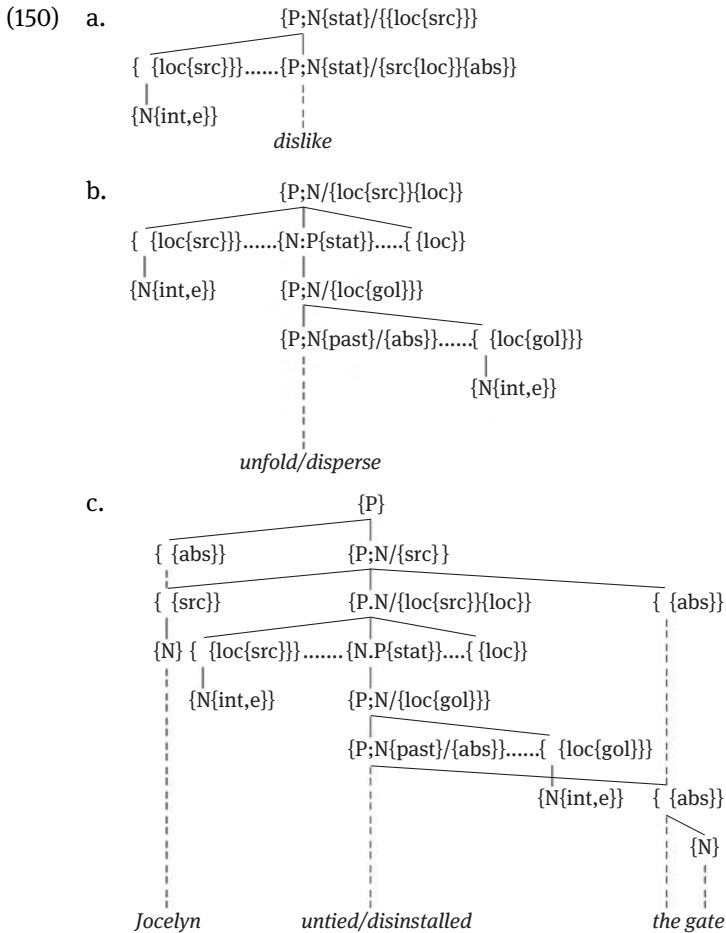 (150) a. {P;N{stat}/{{loc{src}}}
{ {loc{src}}}......{P;N{stat}/{src{loc}}{abs}}
{N{int,e}}
dislike
b. {P;N/{loc{src}}{loc}}
{ {loc{src}}}......{N:P{stat}}.....{ {loc}}
{N{int,e}} {P;N/{loc{gol}}}
{P;N{past}/{abs}}......{ {loc{gol}}}
{N{int,e}}
unfold/disperse
c. {P}
{ {abs}} {P;N/{src} }
{ {src}} {P.N/{loc{src}}{loc}} { {abs}}
{N} { {loc{src}}}.......{N.P{stat}}....{ {loc}}
{N{int,e}} {P;N/{loc{gol}}}
{P;N{past}/{abs}}......{ {loc{gol}}}
{N{int,e}} { {abs}}
{N}
Jocelyn untied/disinstalled the gate